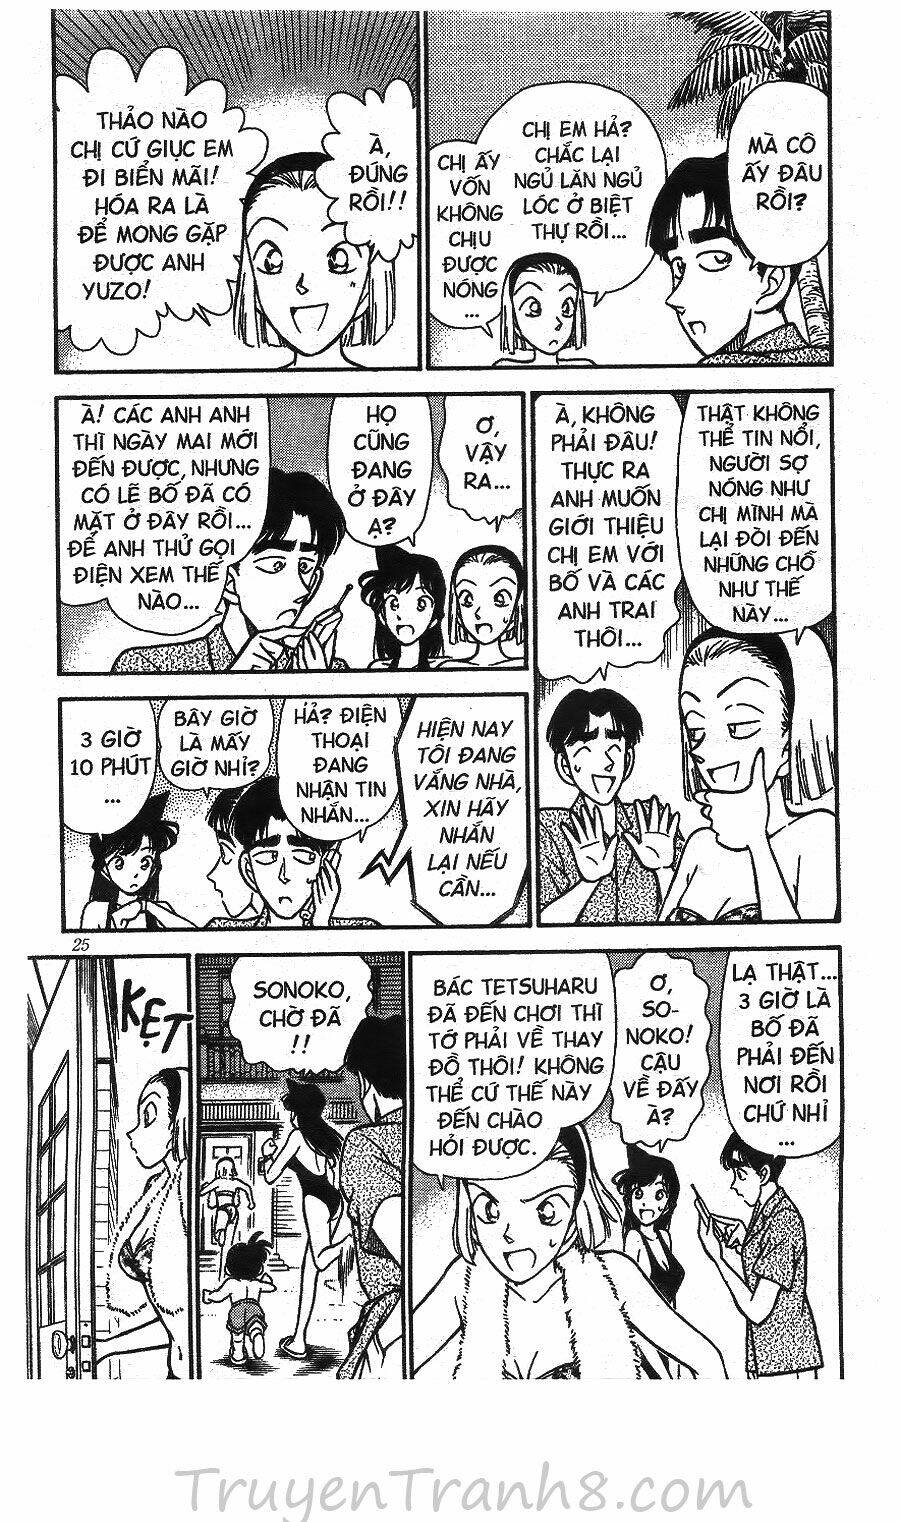 MÀ CÔ
ẤY ĐÂU
RỒI?
CHỊ EM HẢ?
CHẮC LẠI
NGỦ LĂN NGỦ
LÓC Ở BIỆT
THỰ RỒI...
CHỊ ẤY
VỐN
KHÔNG
CHỊU
ĐƯỢC
NÓNG
...
À,
ĐÚNG
RỒI!!
THẢO NÀO
CHỊ CỨ GIỤC EM
ĐI BIỂN MÃI!
HÓA RA LÀ
ĐỂ MONG GẶP
ĐƯỢC ANH
YUZO!
THẬT KHÔNG
THỂ TIN NỔI,
NGƯỜI SỢ
NÓNG NHƯ
CHỊ MÌNH MÀ
LẠI ĐÒI ĐẾN
NHỮNG CHỖ
NHƯ THẾ
NÀY...
À, KHÔNG
PHẢI ĐÂU!
THỰC RA
ANH MUỐN
GIỚI THIỆU
CHỊ EM VỚI
BỐ VÀ CÁC
ANH TRAI
THÔI...
Ơ,
VẬY
RA...
HỌ
CŨNG
ĐANG
Ở ĐÂY
Ạ?
À! CÁC ANH ANH
THÌ NGÀY MAI MỚI
ĐẾN ĐƯỢC, NHƯNG
CÓ LẼ BỐ ĐÃ CÓ
MẶT Ở ĐÂY RỒI...
ĐỂ ANH THỬ GỌI
ĐIỆN XEM THẾ
NÀO...
HIỆN NAY
TÔI ĐANG
VẮNG NHÀ,
XIN HÃY
NHẮN
LẠI NẾU
CẦN...
HẢ? ĐIỆN
THOẠI
ĐANG
NHẬN TIN
NHẮN...
BÂY GIỜ
LÀ MẤY
GIỜ NHỈ?
3 GIỜ
10 PHÚT
...
25
LẠ THẬT...
3 GIỜ LÀ
BỐ ĐÃ
PHẢI ĐẾN
NƠI RỒI
CHỨ NHỈ
...
Ơ,
SO-
NOKO!
CẬU
VỀ ĐẤY
À?
BÁC TETSUHARU
ĐÃ ĐẾN CHƠI THÌ
TỚ PHẢI VỀ THAY
ĐỒ THÔI! KHÔNG
THỂ CỨ THẾ NÀY
ĐẾN CHÀO
HỎI ĐƯỢC.
SONOKO,
CHỜ ĐÃ
!!
KẸT
TruyenTranh8.com